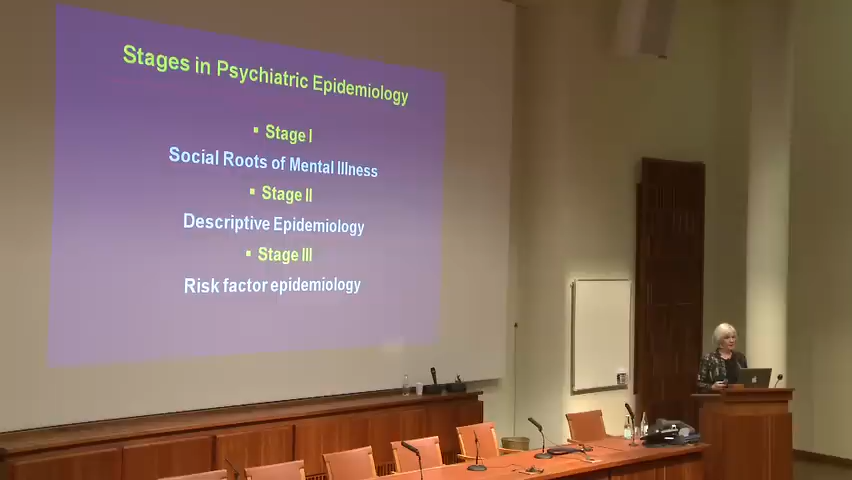 Stages in Psychiatric Epidemiology
▪ Stage I
Social Roots of Mental Illness
▪ Stage II
Descriptive Epidemiology
▪ Stage III
Risk factor epidemiology